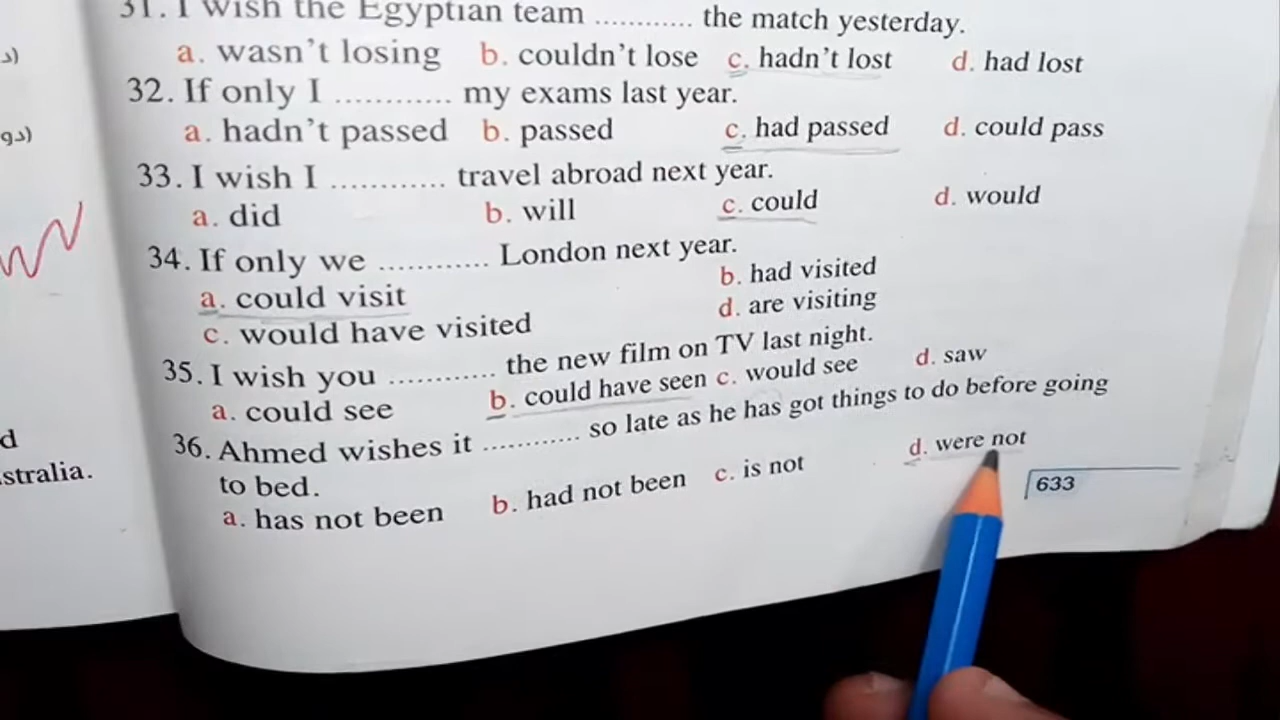 31. I wish the Egyptian team ............ the match yesterday.
a. wasn't losing b. couldn't lose c. hadn't lost d. had lost
32. If only I ............ my exams last year.
a. hadn't passed b. passed c. had passed d. could pass
33. I wish I ............ travel abroad next year.
a. did b. will c. could d. would
34. If only we ............ London next year.
a. could visit b. had visited
c. would have visited d. are visiting
35. I wish you ............ the new film on TV last night.
a. could see b. could have seen c. would see d. saw
36. Ahmed wishes it ............ so late as he has got things to do before going
to bed.
a. has not been b. had not been c. is not d. were not
633
d
stralia.